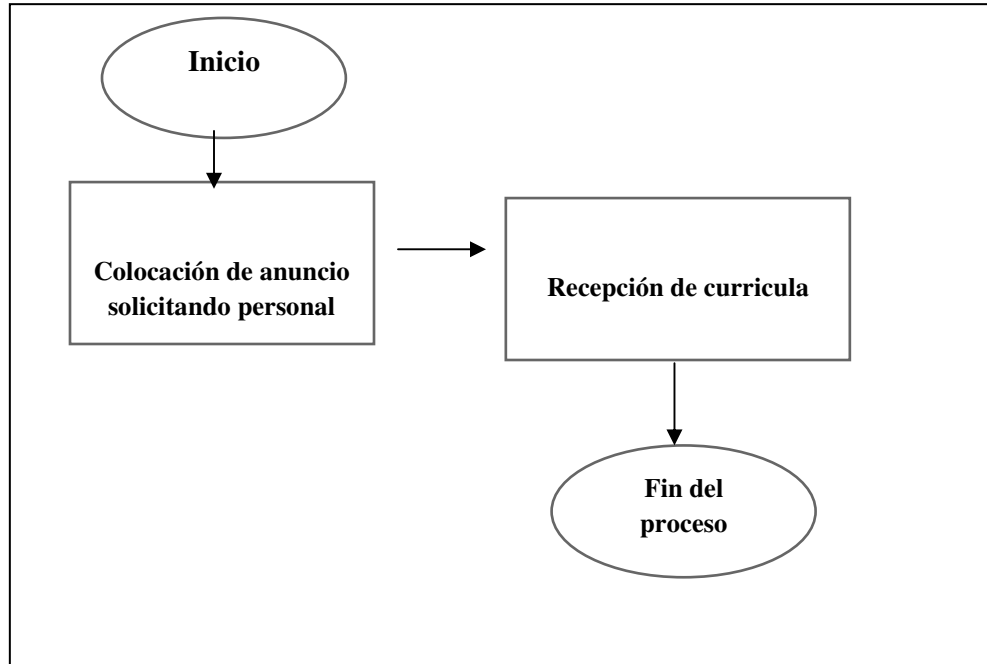 Inicio
Colocación de anuncio
solicitando personal
Recepción de curricula
Fin del
proceso